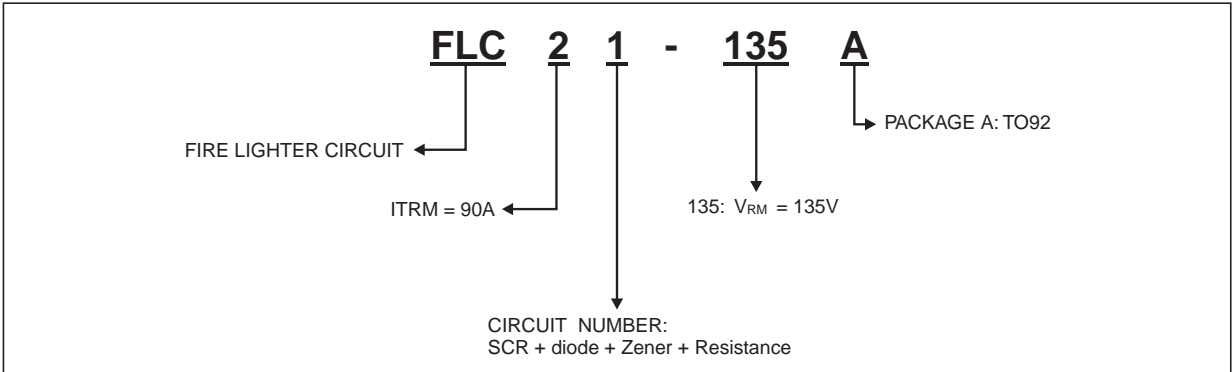 FLC 2 1 - 135 A
PACKAGE A: TO92
FIRE LIGHTER CIRCUIT
ITRM = 90A
135: VRM = 135V
CIRCUIT NUMBER:
SCR + diode + Zener + Resistance